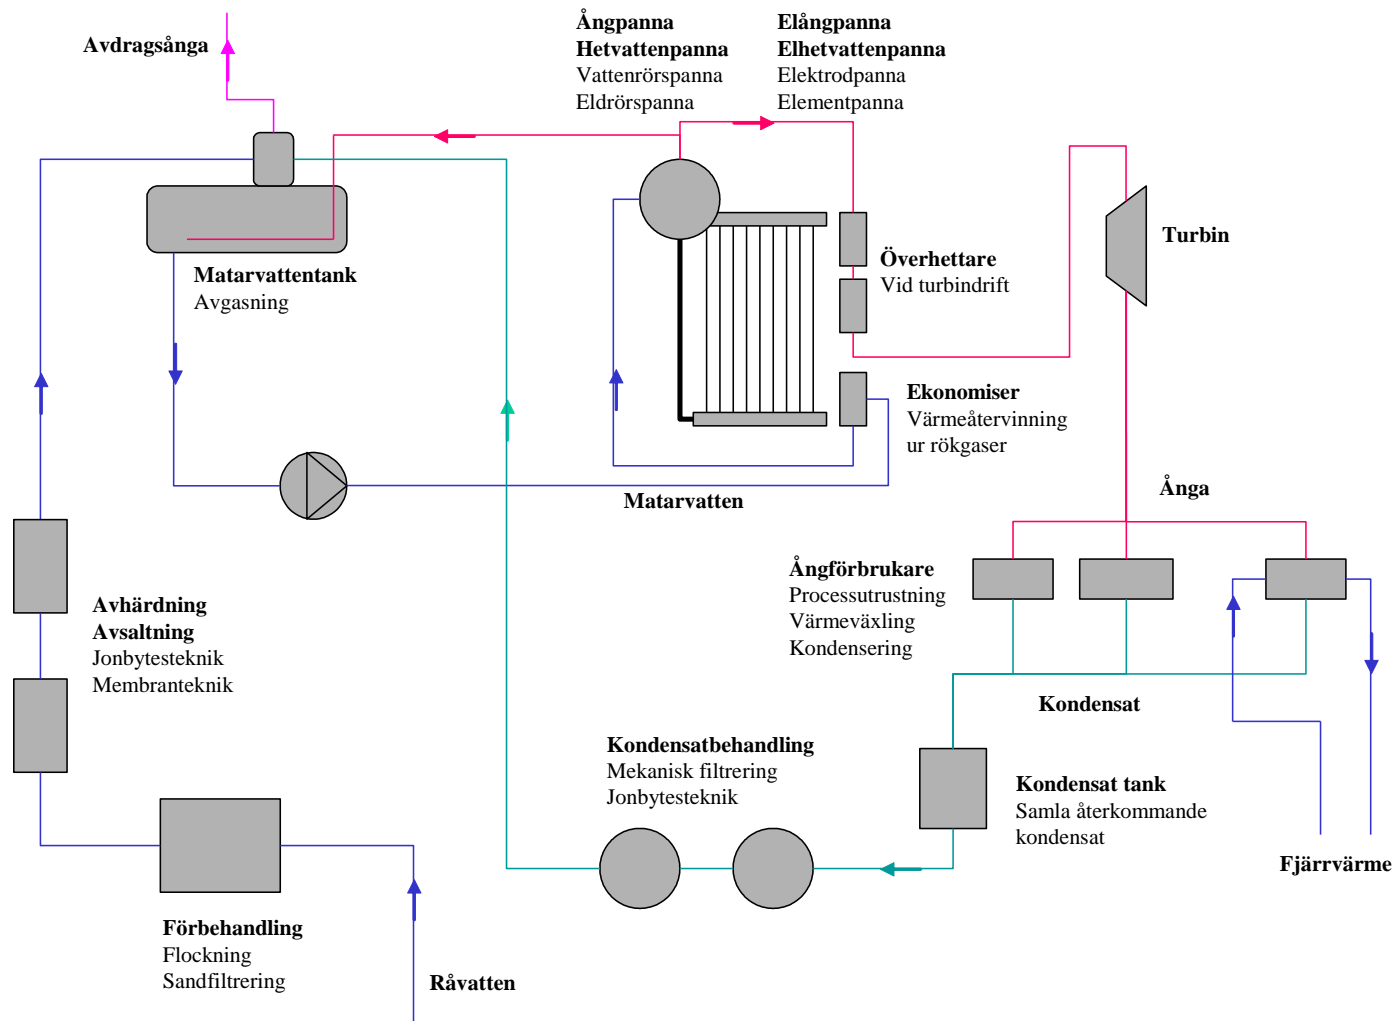 Avdragsånga
Ångpanna
Hetvattenpanna
Vattenrörspanna
Eldrörspanna
Elångpanna
Elhetvattenpanna
Elektrodpanna
Elementpanna
Turbin
Överhettare
Vid turbindrift
Matarvattentank
Avgasning
Ekonomiser
Värmeåtervinning
ur rökgaser
Matarvatten
Ånga
Ångförbrukare
Processutrustning
Värmeväxling
Kondensering
Avhärdning
Avsaltning
Jonbytesteknik
Membranteknik
Kondensat
Kondensatbehandling
Mekanisk filtrering
Jonbytesteknik
Kondensat tank
Samla återkommande
kondensat
Fjärrvärme
Förbehandling
Flockning
Sandfiltrering
Råvatten